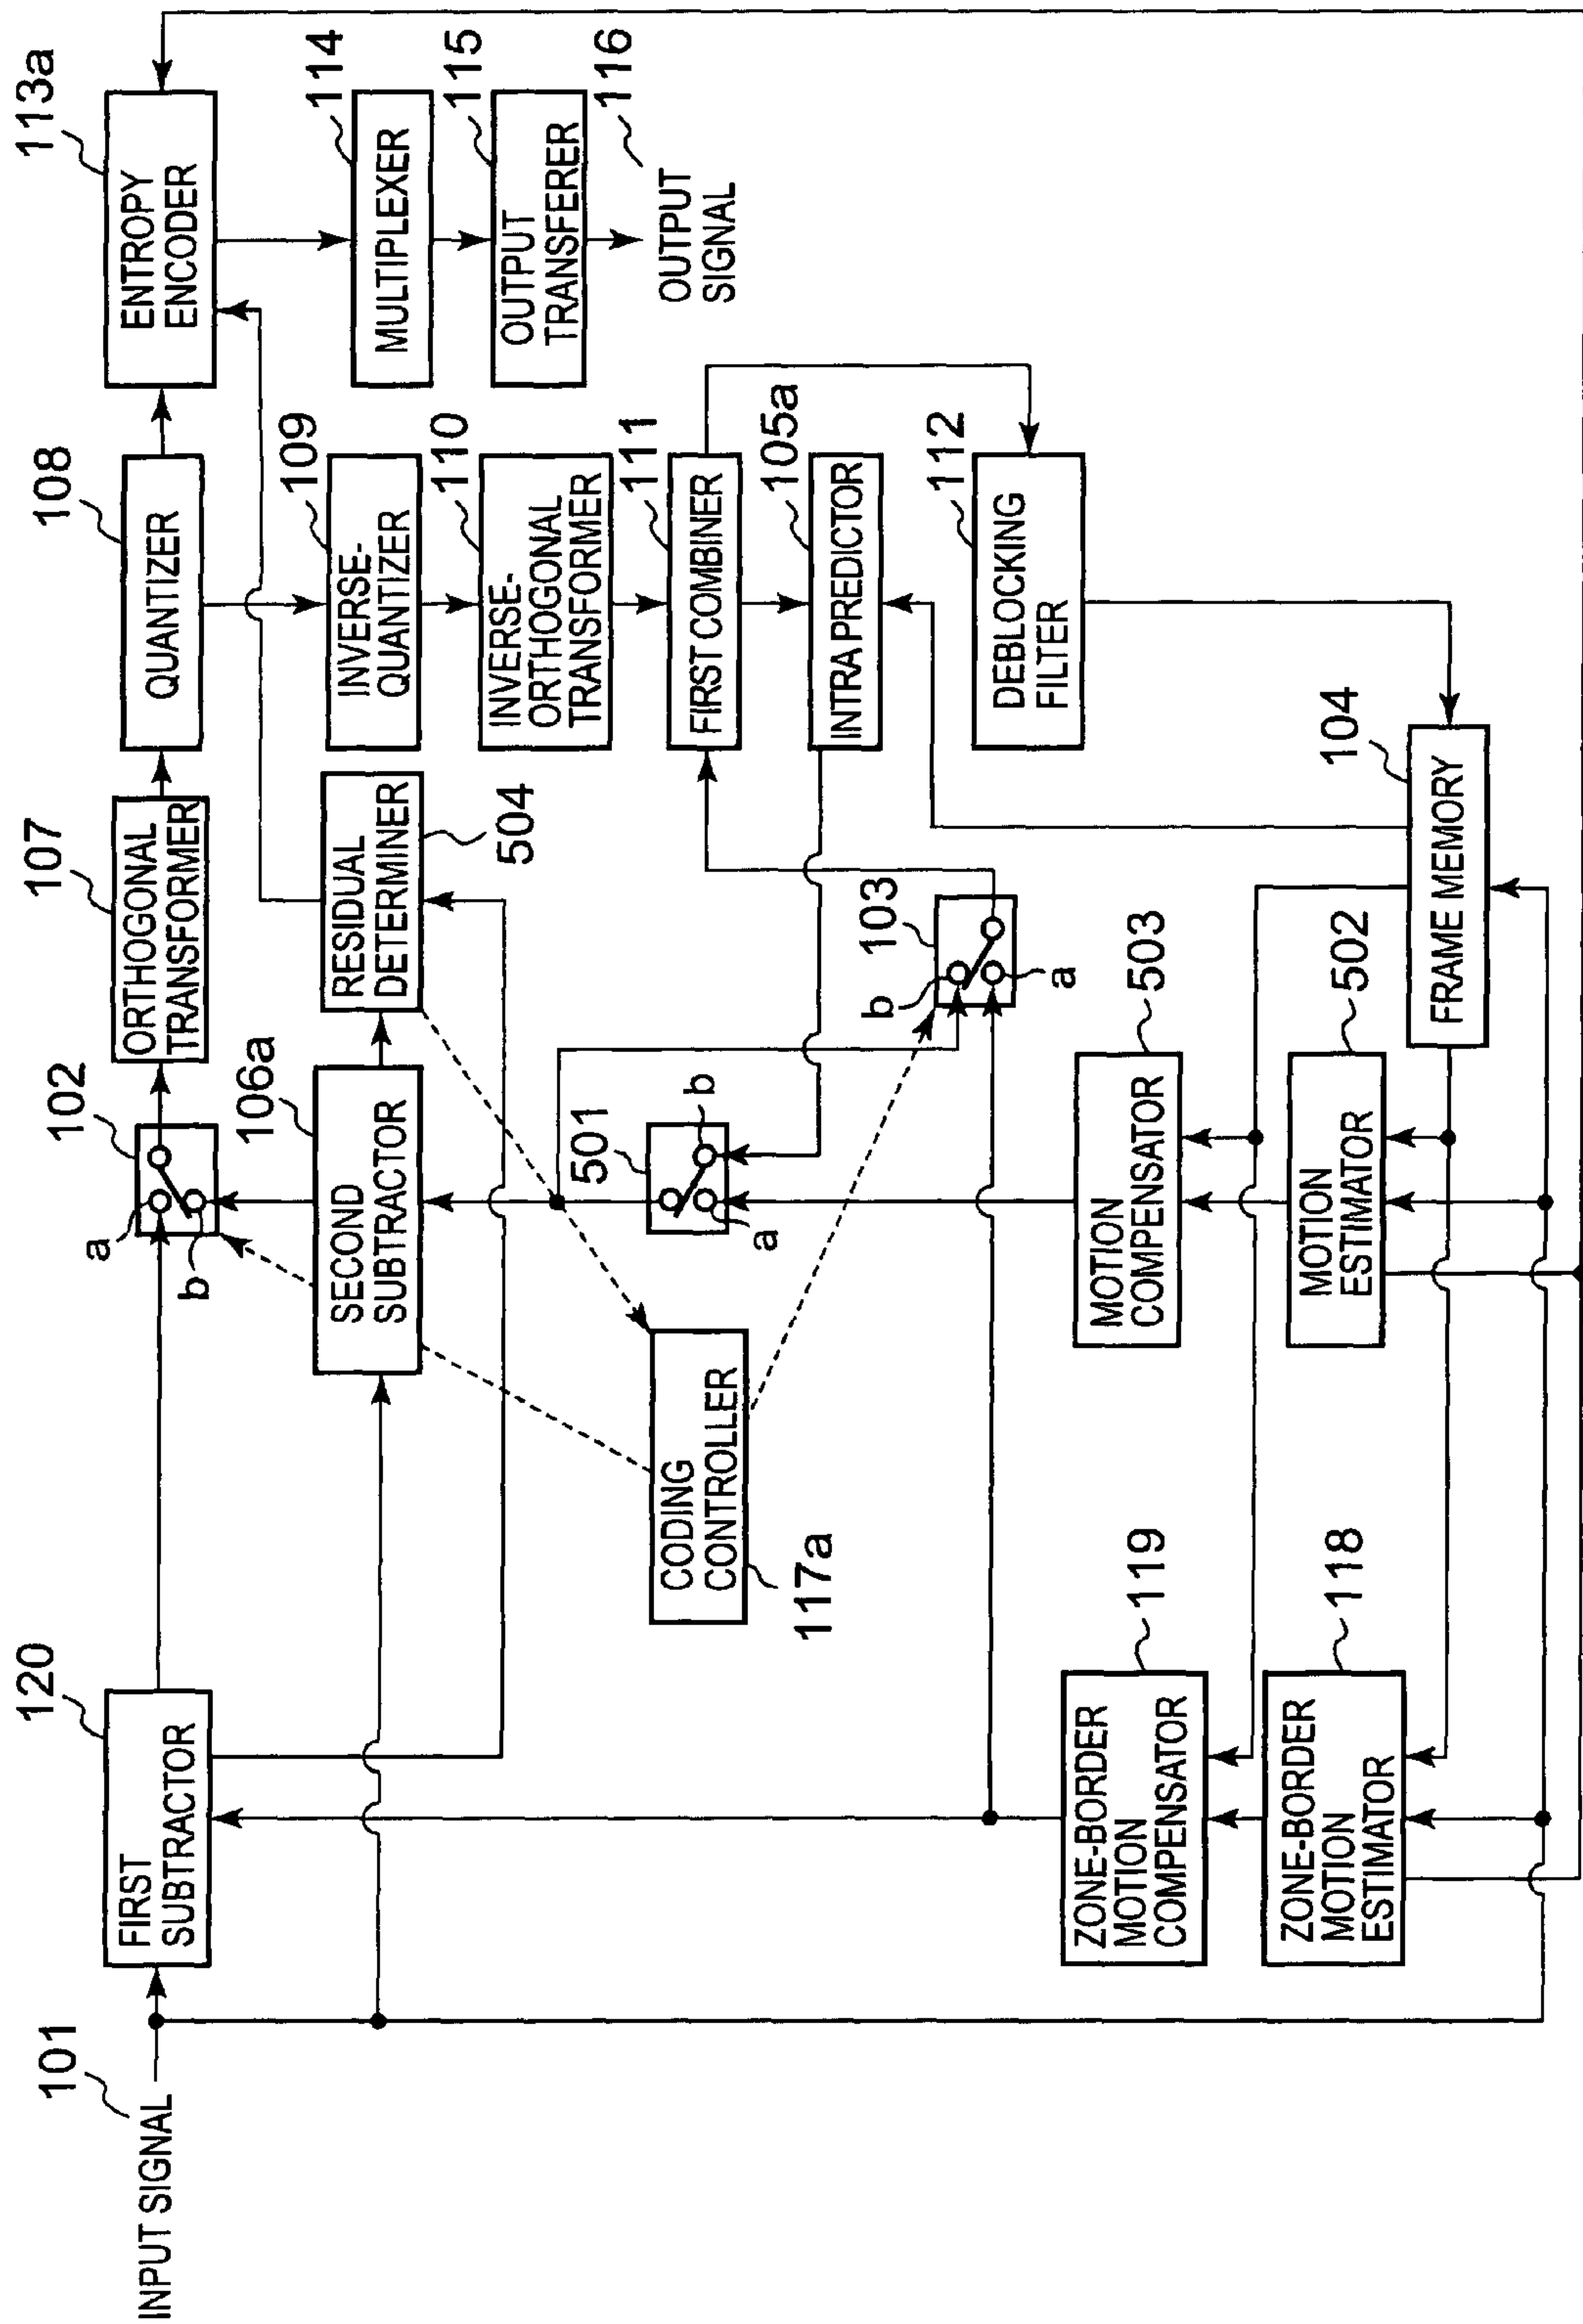 101
INPUT SIGNAL
120
FIRST
SUBTRACTOR
102
a
b
107
ORTHOGONAL
TRANSFORMER
108
QUANTIZER
113a
ENTROPY
ENCODER
106a
SECOND
SUBTRACTOR
RESIDUAL
DETERMINER
504
109
INVERSE-
QUANTIZER
114
MULTIPLEXER
110
INVERSE-
ORTHOGONAL
TRANSFORMER
115
OUTPUT
TRANSFERER
116
OUTPUT
SIGNAL
CODING
CONTROLLER
117a
501
a
b
111
FIRST COMBINER
105a
INTRA PREDICTOR
103
b
a
112
DEBLOCKING
FILTER
ZONE-BORDER
MOTION
COMPENSATOR
119
MOTION
COMPENSATOR
503
ZONE-BORDER
MOTION
ESTIMATOR
118
MOTION
ESTIMATOR
502
104
FRAME MEMORY